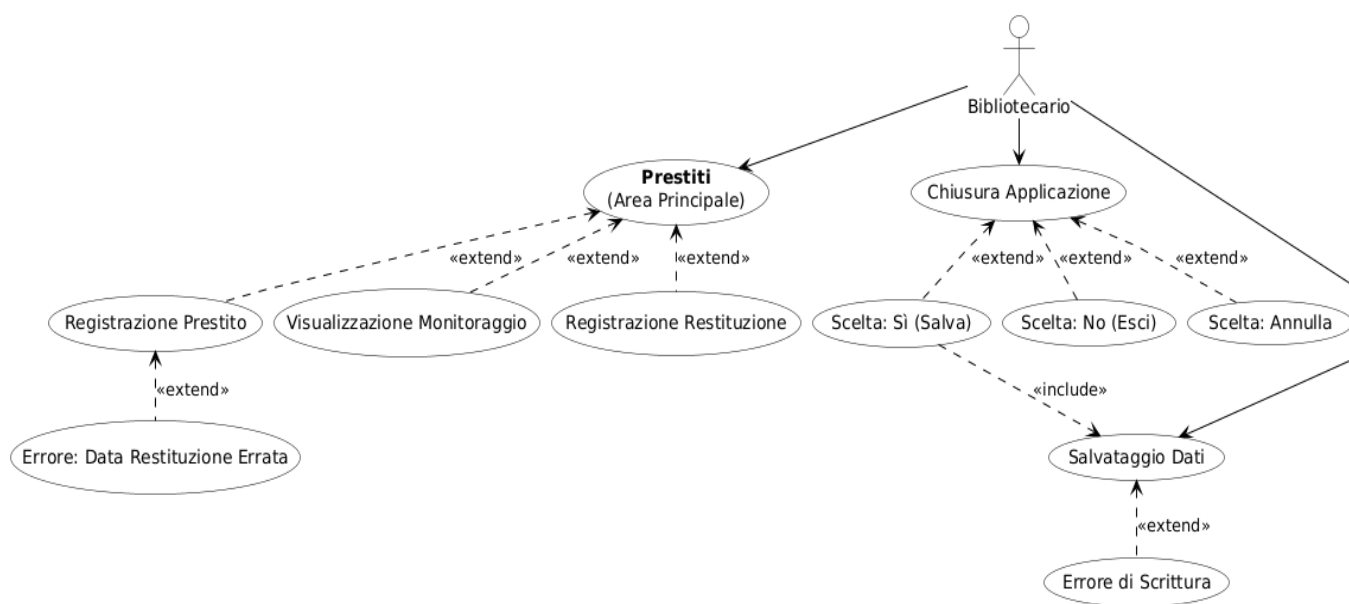 Bibliotecario
Prestiti
(Area Principale)
Chiusura Applicazione
«extend»
«extend»
«extend»
«extend»
«extend»
«extend»
Registrazione Prestito
Visualizzazione Monitoraggio
Registrazione Restituzione
Scelta: Sì (Salva)
Scelta: No (Esci)
Scelta: Annulla
«extend»
«include»
Errore: Data Restituzione Errata
Salvataggio Dati
«extend»
Errore di Scrittura